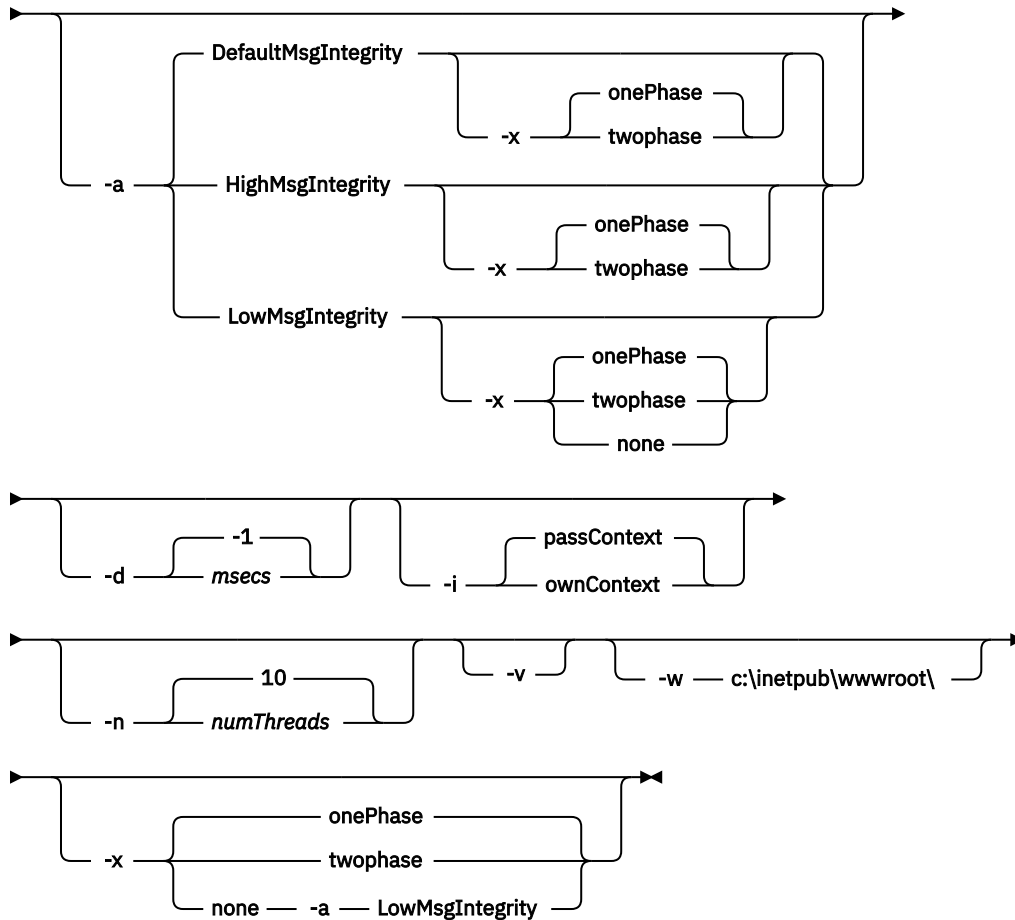 DefaultMsgIntegrity
onePhase
-x twophase
-a HighMsgIntegrity
onePhase
-x twophase
LowMsgIntegrity
onePhase
-x twophase
none
-1 passContext
-d msecs -i ownContext
10 -v -w c:\inetpub\wwwroot\
-n numThreads
onePhase
-x twophase
none -a LowMsgIntegrity